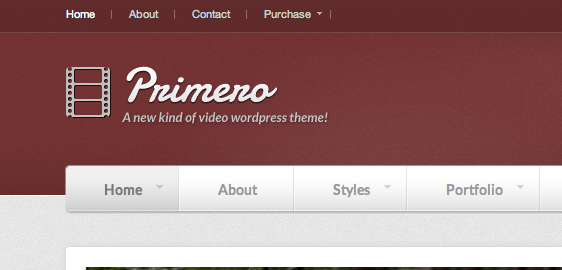 Home About Contact Purchase
Primero
A new kind of video wordpress theme!
Home About Styles Portfolio